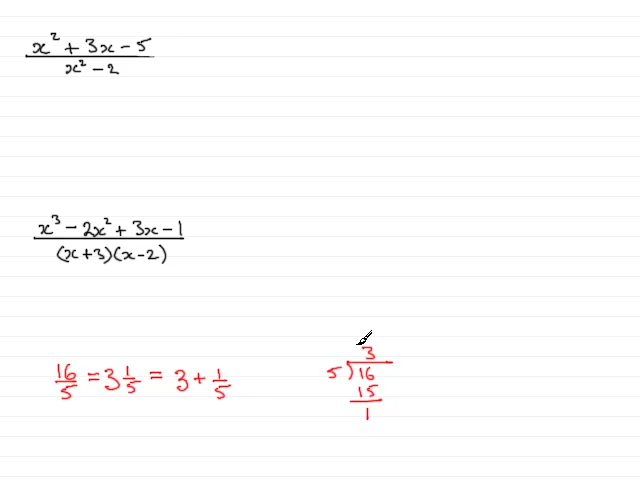 x² + 3x - 5
x² - 2
x³ - 2x² + 3x - 1
(x+3)(x-2)
16/5 = 3 1/5 = 3 + 1/5
3
5 ) 16
15
1